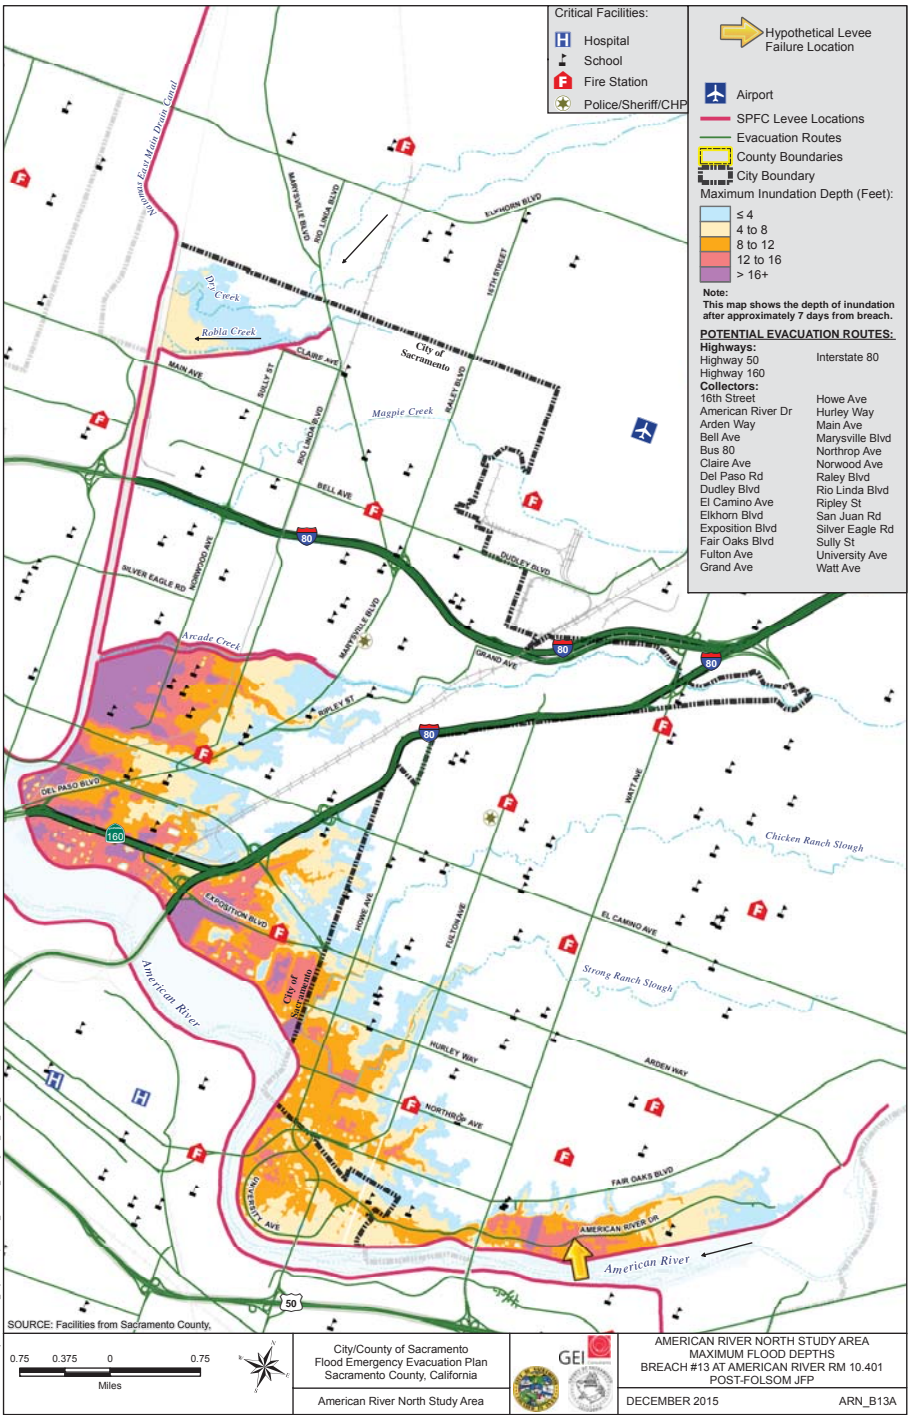 Critical Facilities:
Hospital
School
Fire Station
Police/Sheriff/CHP
Hypothetical Levee
Failure Location
Airport
SPFC Levee Locations
Evacuation Routes
County Boundaries
City Boundary
Maximum Inundation Depth (Feet):
≤ 4
4 to 8
8 to 12
12 to 16
> 16+
Note:
This map shows the depth of inundation
after approximately 7 days from breach.
POTENTIAL EVACUATION ROUTES:
Highways:
Highway 50
Interstate 80
Highway 160
Collectors:
16th Street
American River Dr
Arden Way
Bell Ave
Bus 80
Claire Ave
Del Paso Rd
Dudley Blvd
El Camino Ave
Elkhorn Blvd
Exposition Blvd
Fair Oaks Blvd
Fulton Ave
Grand Ave
Howe Ave
Hurley Way
Main Ave
Marysville Blvd
Northrop Ave
Norwood Ave
Raley Blvd
Rio Linda Blvd
Ripley St
San Juan Rd
Silver Eagle Rd
Sully St
University Ave
Watt Ave
Natomas East Main Drain Canal
MARYSVILLE BLVD
RIO LINDA BLVD
ELKHORN BLVD
16TH STREET
Dry Creek
Robla Creek
CLAIRE AVE
City of
Sacramento
MAIN AVE
SULLY ST
RIO LINDA BLVD
RALEY BLVD
Magpie Creek
BELL AVE
80
DUDLEY BLVD
NORWOOD AVE
SILVER EAGLE RD
MARYSVILLE BLVD
Arcade Creek
GRAND AVE
80
80
RIPLEY ST
80
WATT AVE
DEL PASO BLVD
160
Chicken Ranch Slough
EXPOSITION BLVD
HOWE AVE
FULTON AVE
EL CAMINO AVE
American River
City of
Sacramento
Strong Ranch Slough
HURLEY WAY
ARDEN WAY
H
H
NORTHROP AVE
FAIR OAKS BLVD
UNIVERSITY AVE
AMERICAN RIVER DR
American River
50
SOURCE: Facilities from Sacramento County,
0.75 0.375 0 0.75
Miles
N
E
S
W
City/County of Sacramento
Flood Emergency Evacuation Plan
Sacramento County, California
American River North Study Area
GEI
Consultants
AMERICAN RIVER NORTH STUDY AREA
MAXIMUM FLOOD DEPTHS
BREACH #13 AT AMERICAN RIVER RM 10.401
POST-FOLSOM JFP
DECEMBER 2015 ARN_B13A